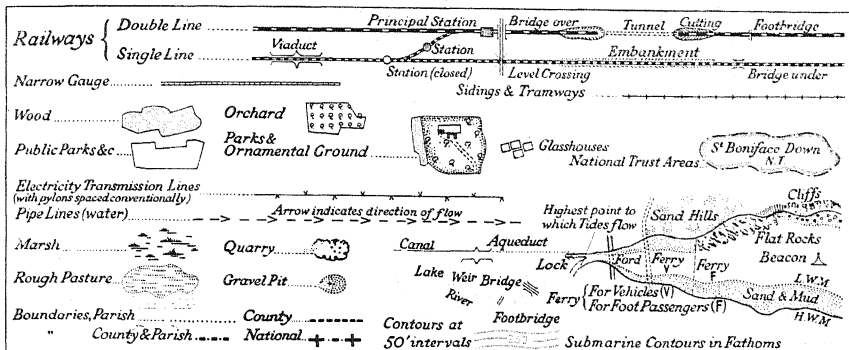 Railways { Double Line Principal Station Bridge over Tunnel Cutting Footbridge
Single Line Viaduct Station Embankment
Station (closed) Level Crossing Bridge under
Narrow Gauge Sidings & Tramways
Wood Orchard
Public Parks &c Parks & Ornamental Ground Glasshouses
National Trust Areas St Boniface Down N.T.
Electricity Transmission Lines
(with pylons spaced conventionally)
Pipe Lines (water) Arrow indicates direction of flow
Highest point to which Tides flow Sand Hills Cliffs
Marsh Quarry Canal Aqueduct Flat Rocks
Lock Ford Ferry V Ferry F Beacon
Rough Pasture Gravel Pit Lake Weir Bridge L.W.M
River Ferry { For Vehicles (V) Sand & Mud
For Foot Passengers (F) H.W.M
Boundaries, Parish County Footbridge
" County & Parish National Contours at
50' intervals 250 Submarine Contours in Fathoms